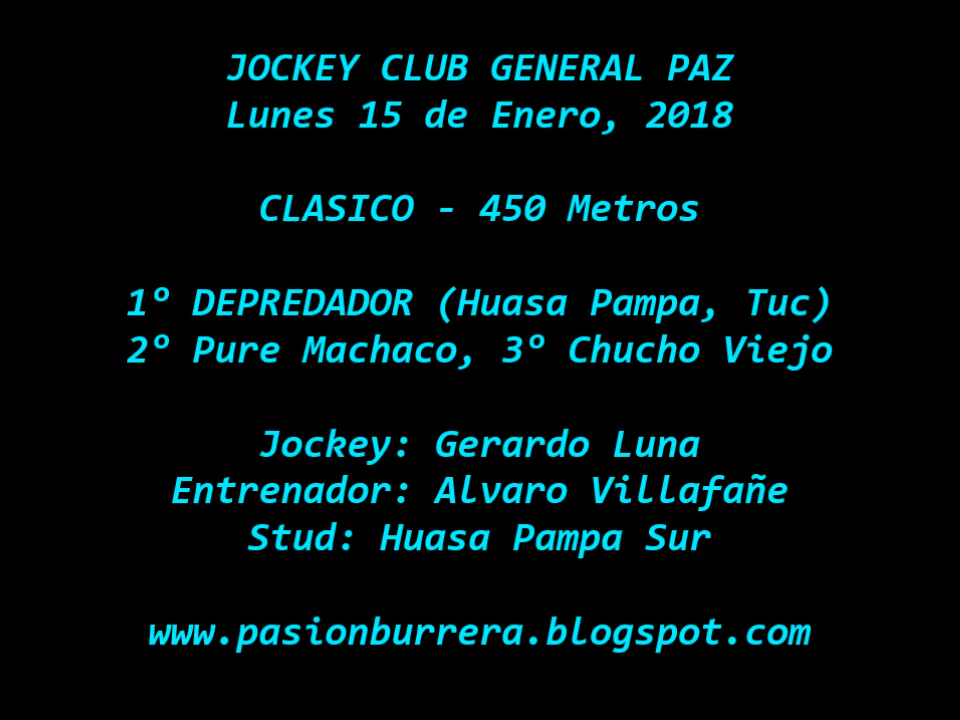 JOCKEY CLUB GENERAL PAZ
Lunes 15 de Enero, 2018
CLASICO - 450 Metros
1º DEPREDADOR (Huasa Pampa, Tuc)
2º Pure Machaco, 3º Chucho Viejo
Jockey: Gerardo Luna
Entrenador: Alvaro Villafañe
Stud: Huasa Pampa Sur
www.pasionburrera.blogspot.com